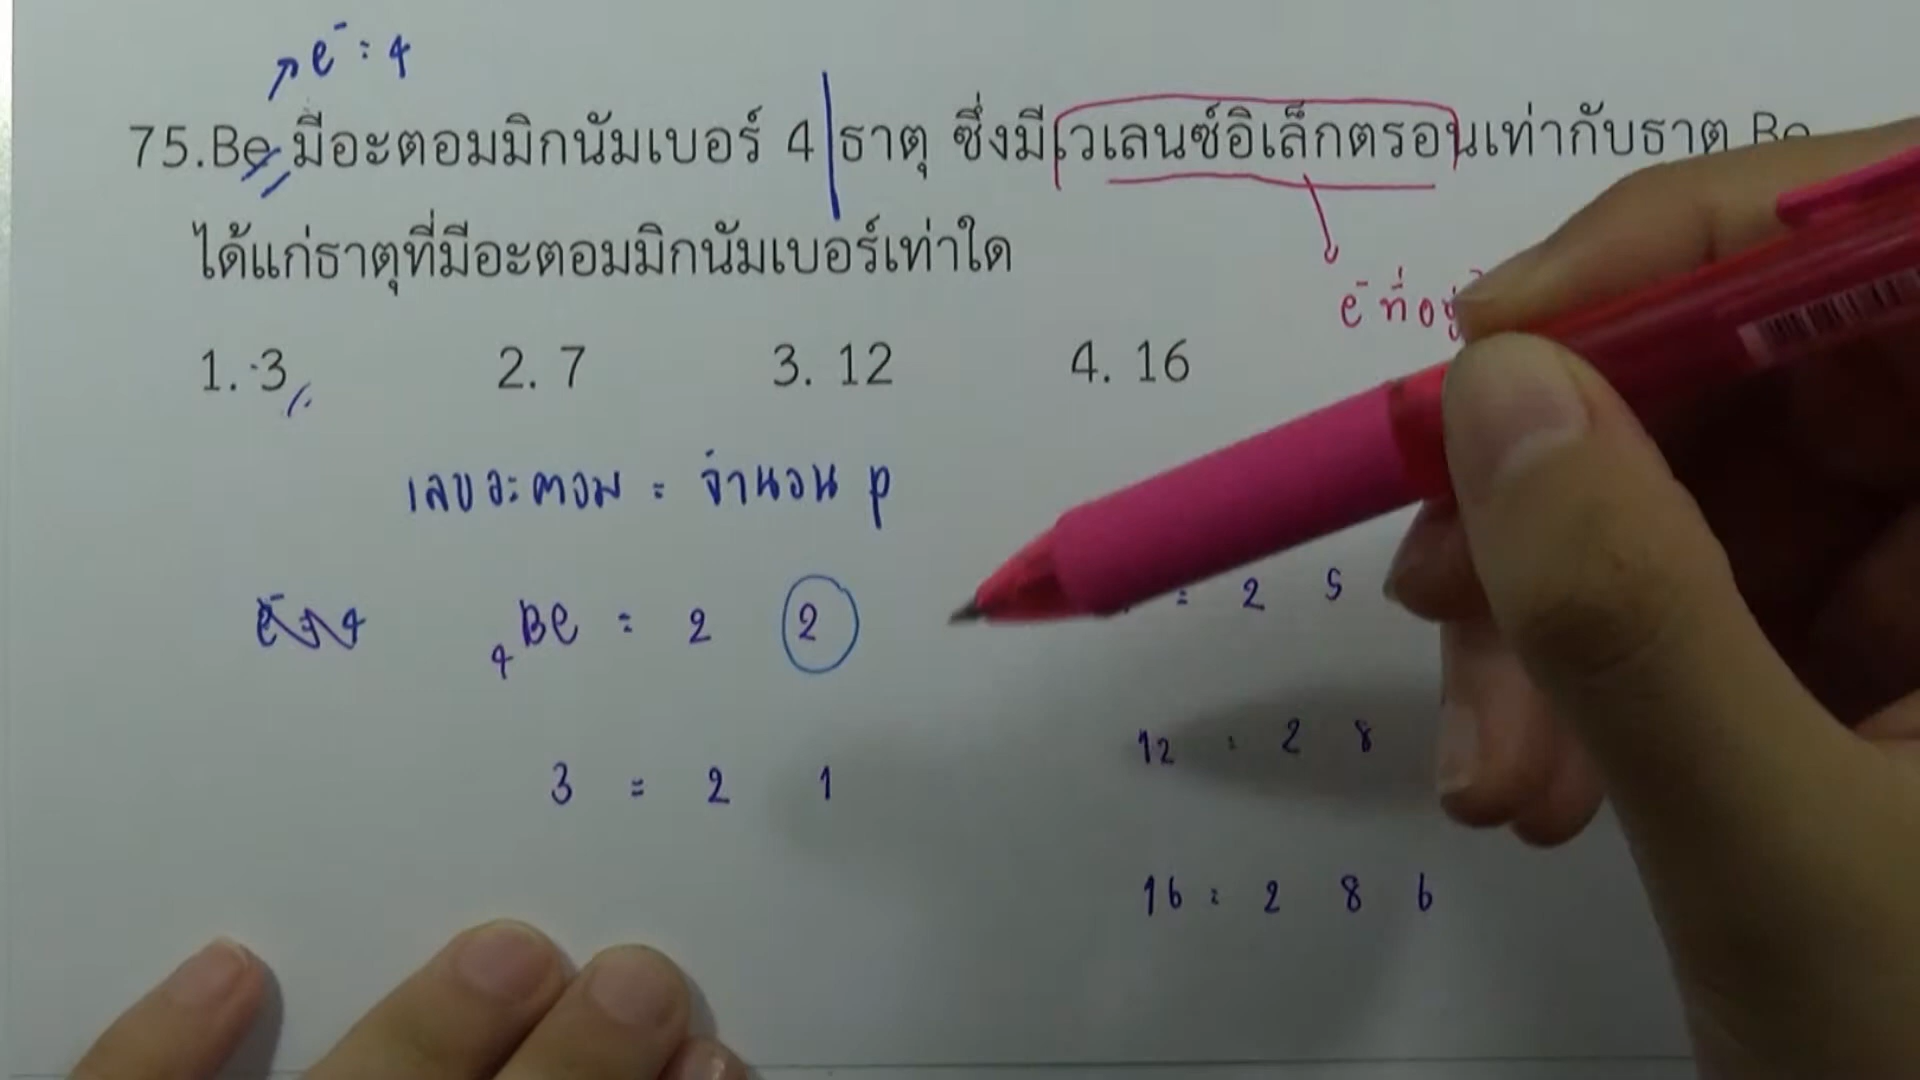 e⁻ = 4
75.Be มีอะตอมมิกนัมเบอร์ 4 ธาตุ ซึ่งมีเวเลนซ์อิเล็กตรอนเท่ากับธาตุ Be
ได้แก่ธาตุที่มีอะตอมมิกนัมเบอร์เท่าใด
e⁻ ที่อยู่
1. 3 2. 7 3. 12 4. 16
เลขอะตอม = จำนวน p
₄Be = 2 2
= 2 5
3 = 2 1
12 = 2 8
16 = 2 8 6